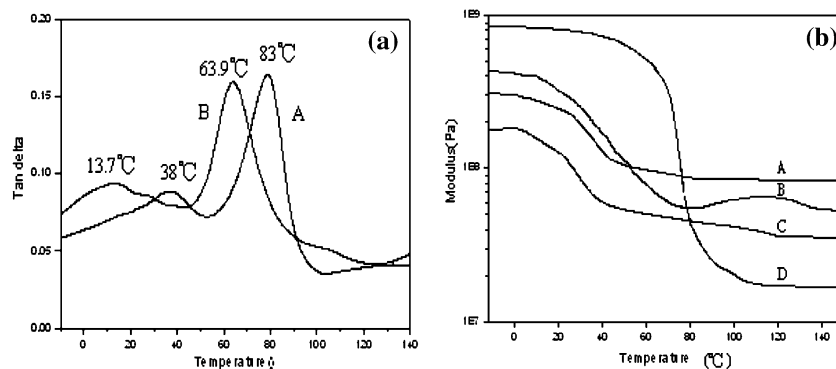 0.20
0.15
0.10
0.05
0.00
Tan delta
(a)
83℃
63.9℃
B
A
13.7℃
38℃
0 20 40 60 80 100 120 140
Temperature
1E9
1E8
1E7
Modulus(Pa)
(b)
A
B
C
D
0 20 40 60 80 100 120 140
Temperature (℃)